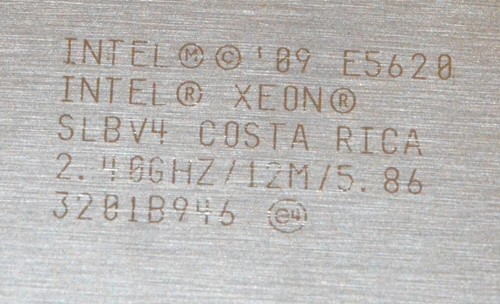 INTEL Ⓜ © '09 E5620
INTEL® XEON®
SLBV4 COSTA RICA
2.40GHZ/12M/5.86
3201B946 e4